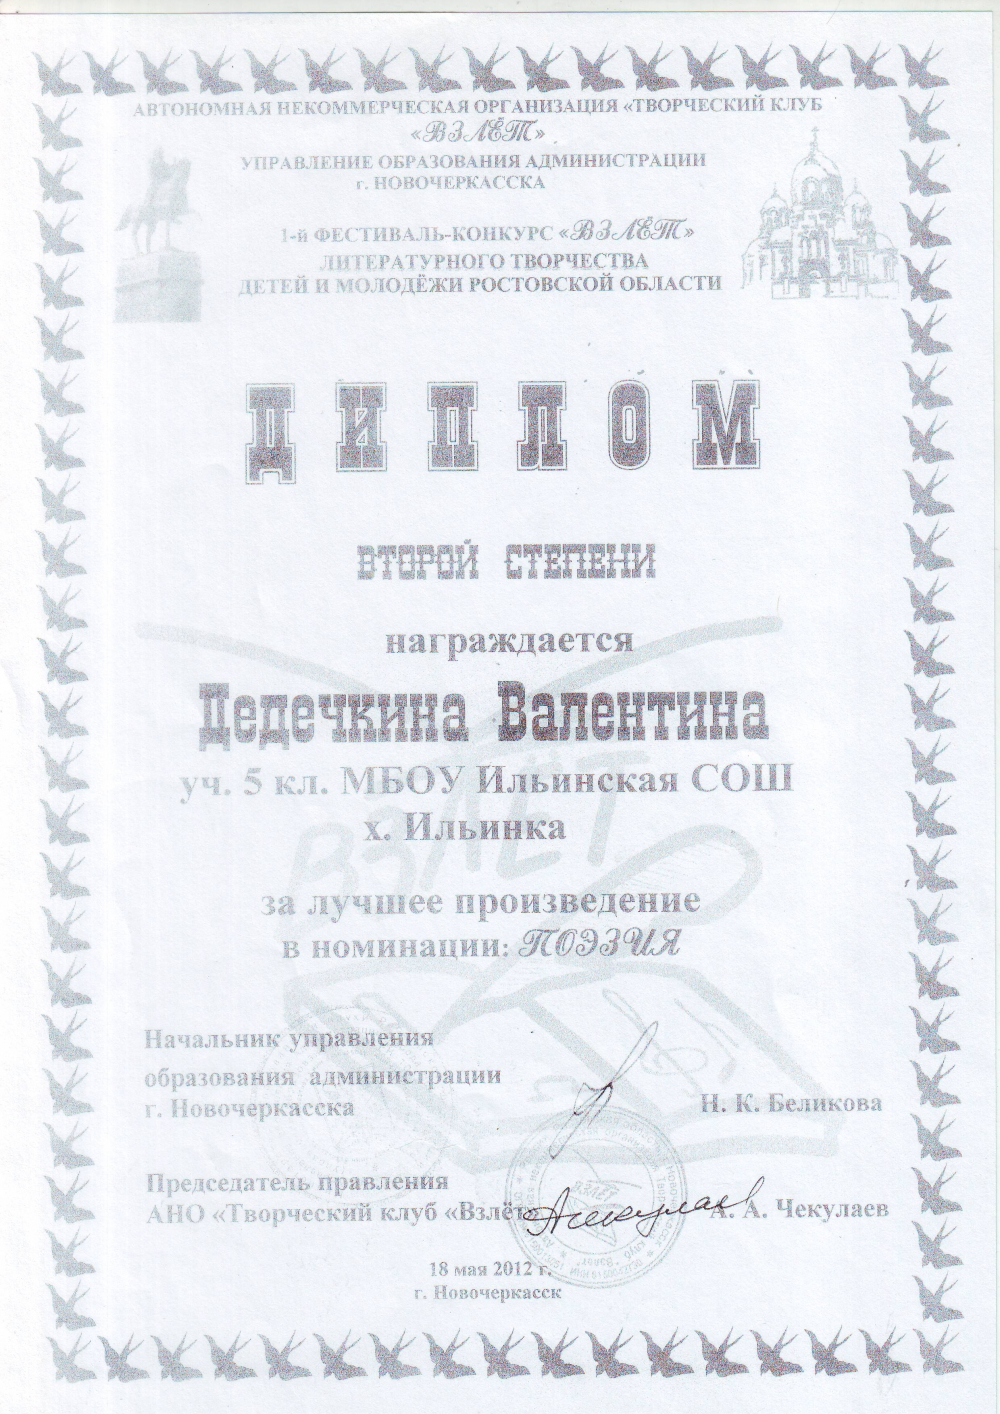 АВТОНОМНАЯ НЕКОММЕРЧЕСКАЯ ОРГАНИЗАЦИЯ «ТВОРЧЕСКИЙ КЛУБ
«ВЗЛЁТ»
УПРАВЛЕНИЕ ОБРАЗОВАНИЯ АДМИНИСТРАЦИИ
г. НОВОЧЕРКАССКА
1-й ФЕСТИВАЛЬ-КОНКУРС «ВЗЛЁТ»
ЛИТЕРАТУРНОГО ТВОРЧЕСТВА
ДЕТЕЙ И МОЛОДЁЖИ РОСТОВСКОЙ ОБЛАСТИ
ДИПЛОМ
ВТОРОЙ СТЕПЕНИ
награждается
Дедечкина Валентина
уч. 5 кл. МБОУ Ильинская СОШ
х. Ильинка
ВЗЛЁТ
за лучшее произведение
в номинации: ПОЭЗИЯ
Начальник управления
образования администрации
г. Новочеркасска Н. К. Беликова
Председатель правления
АНО «Творческий клуб «Взлёт» А. А. Чекулаев
18 мая 2012 г.
г. Новочеркасск